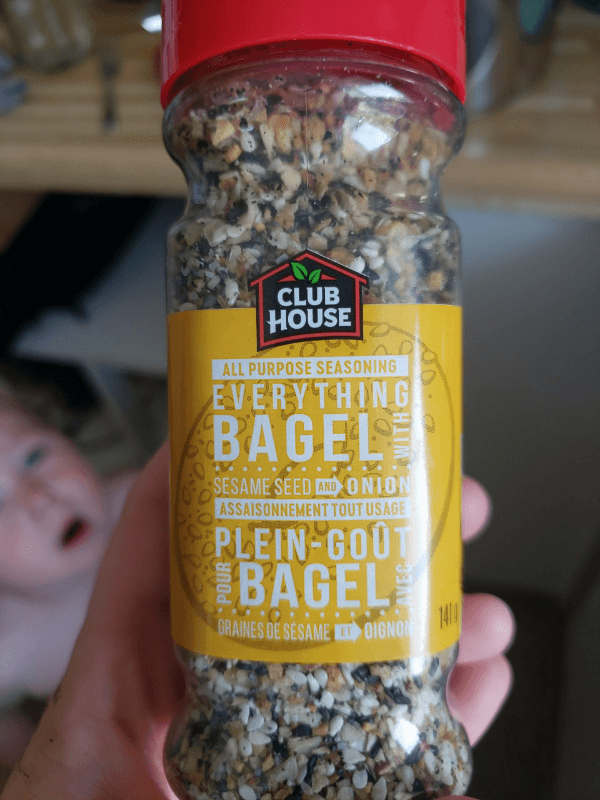 CLUB
HOUSE
ALL PURPOSE SEASONING
EVERYTHING
BAGEL WITH
SESAME SEED AND ONION
ASSAISONNEMENT TOUT USAGE
PLEIN-GOÛT
POUR BAGEL AVEC
GRAINES DE SÉSAME ET OIGNON
141 g